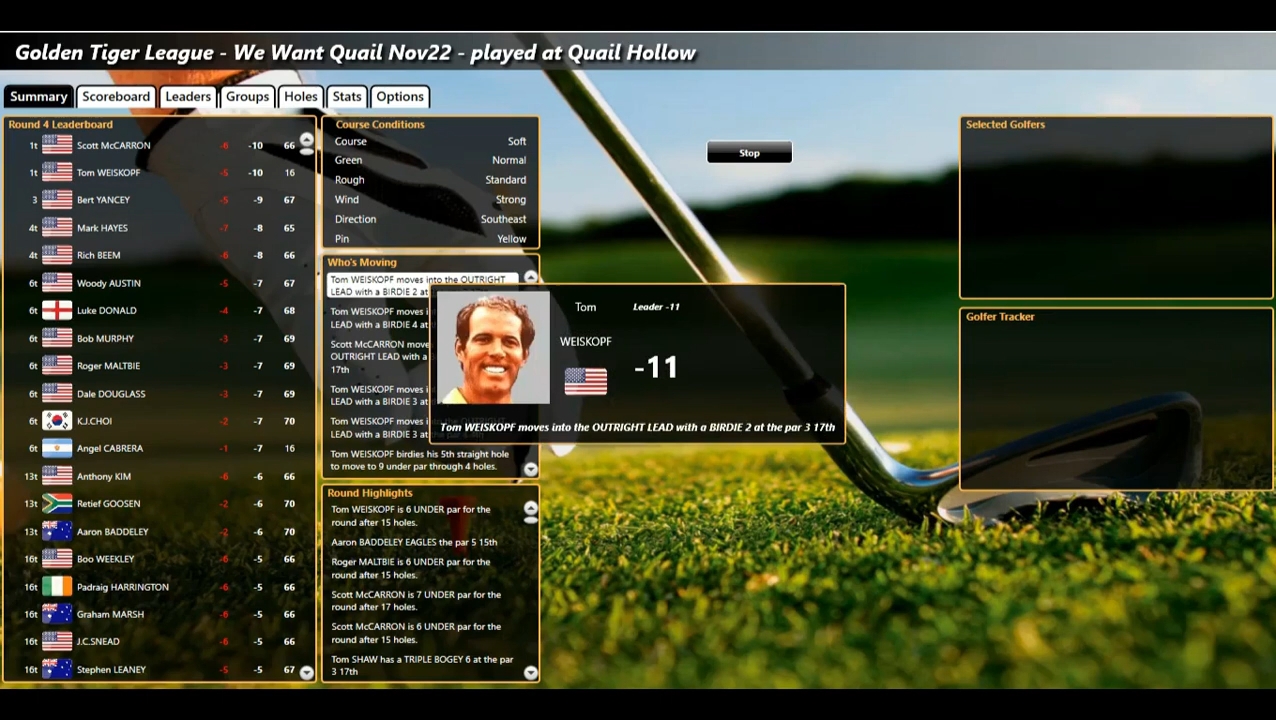 Golden Tiger League - We Want Quail Nov22 - played at Quail Hollow
Summary Scoreboard Leaders Groups Holes Stats Options
Round 4 Leaderboard
1t Scott McCARRON -6 -10 66
1t Tom WEISKOPF -5 -10 16
3 Bert YANCEY -5 -9 67
4t Mark HAYES -7 -8 65
4t Rich BEEM -6 -8 66
6t Woody AUSTIN -5 -7 67
6t Luke DONALD -4 -7 68
6t Bob MURPHY -3 -7 69
6t Roger MALTBIE -3 -7 69
6t Dale DOUGLASS -3 -7 69
6t K.J.CHOI -2 -7 70
6t Angel CABRERA -1 -7 16
13t Anthony KIM -6 -6 66
13t Retief GOOSEN -2 -6 70
13t Aaron BADDELEY -2 -6 70
16t Boo WEEKLEY -6 -5 66
16t Padraig HARRINGTON -6 -5 66
16t Graham MARSH -6 -5 66
16t J.C.SNEAD -6 -5 66
16t Stephen LEANEY -5 -5 67
Course Conditions
Course Soft
Green Normal
Rough Standard
Wind Strong
Direction Southeast
Pin Yellow
Who's Moving
Tom WEISKOPF moves into the OUTRIGHT
LEAD with a BIRDIE 2 at
Tom WEISKOPF moves
LEAD with a BIRDIE 4 at
Scott McCARRON
OUTRIGHT LEAD with a
17th
Tom WEISKOPF moves
LEAD with a BIRDIE 3 at
Tom WEISKOPF moves into the OUTRIGHT
LEAD with a BIRDIE 3 at the par
Tom WEISKOPF birdies his 5th straight hole
to move to 9 under par through 4 holes.
Round Highlights
Tom WEISKOPF is 6 UNDER par for the
round after 15 holes.
Aaron BADDELEY EAGLES the par 5 15th
Roger MALTBIE is 6 UNDER par for the
round after 15 holes.
Scott McCARRON is 7 UNDER par for the
round after 17 holes.
Scott McCARRON is 6 UNDER par for the
round after 15 holes.
Tom SHAW has a TRIPLE BOGEY 6 at the par
3 17th
Tom Leader -11
WEISKOPF
-11
Tom WEISKOPF moves into the OUTRIGHT LEAD with a BIRDIE 2 at the par 3 17th
Stop
Selected Golfers
Golfer Tracker